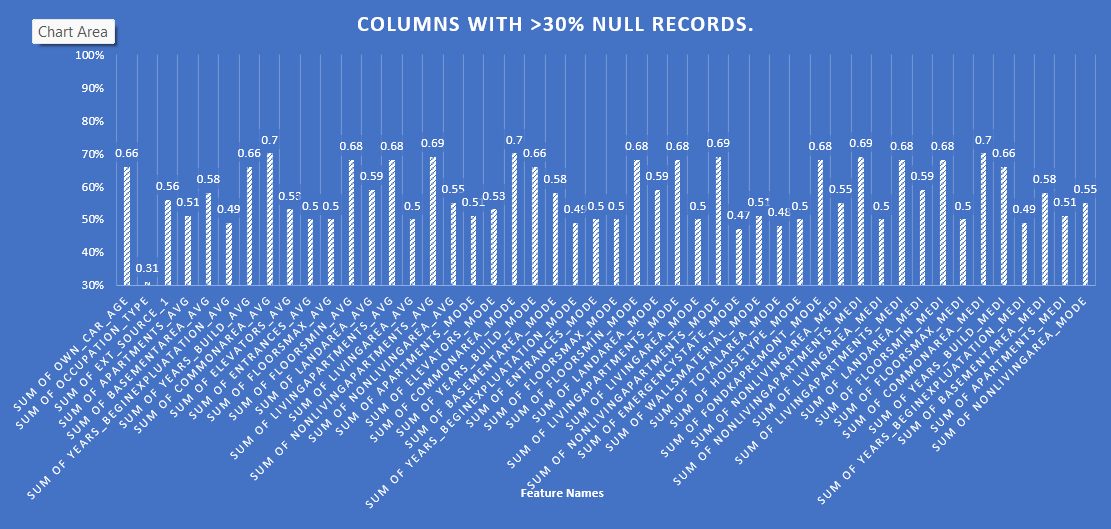 COLUMNS WITH >30% NULL RECORDS.
Chart Area
100%
90%
80%
70%
60%
50%
40%
30%
0.66
0.31
0.56
0.51
0.58
0.49
0.66
0.7
0.53
0.5
0.5
0.68
0.59
0.68
0.5
0.69
0.55
0.51
0.53
0.7
0.66
0.58
0.49
0.5
0.5
0.68
0.59
0.68
0.5
0.69
0.47
0.51
0.48
0.5
0.68
0.55
0.69
0.5
0.68
0.59
0.68
0.5
0.7
0.66
0.49
0.58
0.51
0.55
SUM OF OWN_CAR_AGE
SUM OF OCCUPATION_TYPE
SUM OF EXT_SOURCE_1
SUM OF APARTMENTS_AVG
SUM OF BASEMENTAREA_AVG
SUM OF YEARS_BEGINEXPLUATATION_AVG
SUM OF YEARS_BUILD_AVG
SUM OF COMMONAREA_AVG
SUM OF ELEVATORS_AVG
SUM OF ENTRANCES_AVG
SUM OF FLOORSMAX_AVG
SUM OF FLOORSMIN_AVG
SUM OF LANDAREA_AVG
LIVINGAPARTMENTS_AVG
SUM OF LIVINGAREA_AVG
SUM OF NONLIVINGAPARTMENTS_AVG
SUM OF NONLIVINGAREA_AVG
SUM OF APARTMENTS_MODE
SUM OF ELEVATORS_MODE
SUM OF COMMONAREA_MODE
SUM OF YEARS_BUILD_MODE
SUM OF YEARS_BEGINEXPLUATATION_MODE
SUM OF BASEMENTAREA_MODE
SUM OF ENTRANCES_MODE
SUM OF FLOORSMAX_MODE
SUM OF FLOORSMIN_MODE
SUM OF LANDAREA_MODE
SUM OF LIVINGAPARTMENTS_MODE
SUM OF LIVINGAREA_MODE
SUM OF NONLIVINGAPARTMENTS_MODE
SUM OF EMERGENCYSTATE_MODE
SUM OF WALLSMATERIAL_MODE
SUM OF TOTALAREA_MODE
SUM OF HOUSETYPE_MODE
SUM OF FONDKAPREMONT_MODE
SUM OF NONLIVINGAREA_MEDI
SUM OF NONLIVINGAPARTMENTS_MEDI
SUM OF LIVINGAREA_MEDI
SUM OF LIVINGAPARTMENTS_MEDI
SUM OF LANDAREA_MEDI
SUM OF FLOORSMIN_MEDI
SUM OF FLOORSMAX_MEDI
SUM OF COMMONAREA_MEDI
SUM OF YEARS_BUILD_MEDI
SUM OF YEARS_BEGINEXPLUATATION_MEDI
SUM OF BASEMENTAREA_MEDI
SUM OF APARTMENTS_MEDI
SUM OF NONLIVINGAREA_MODE
Feature Names